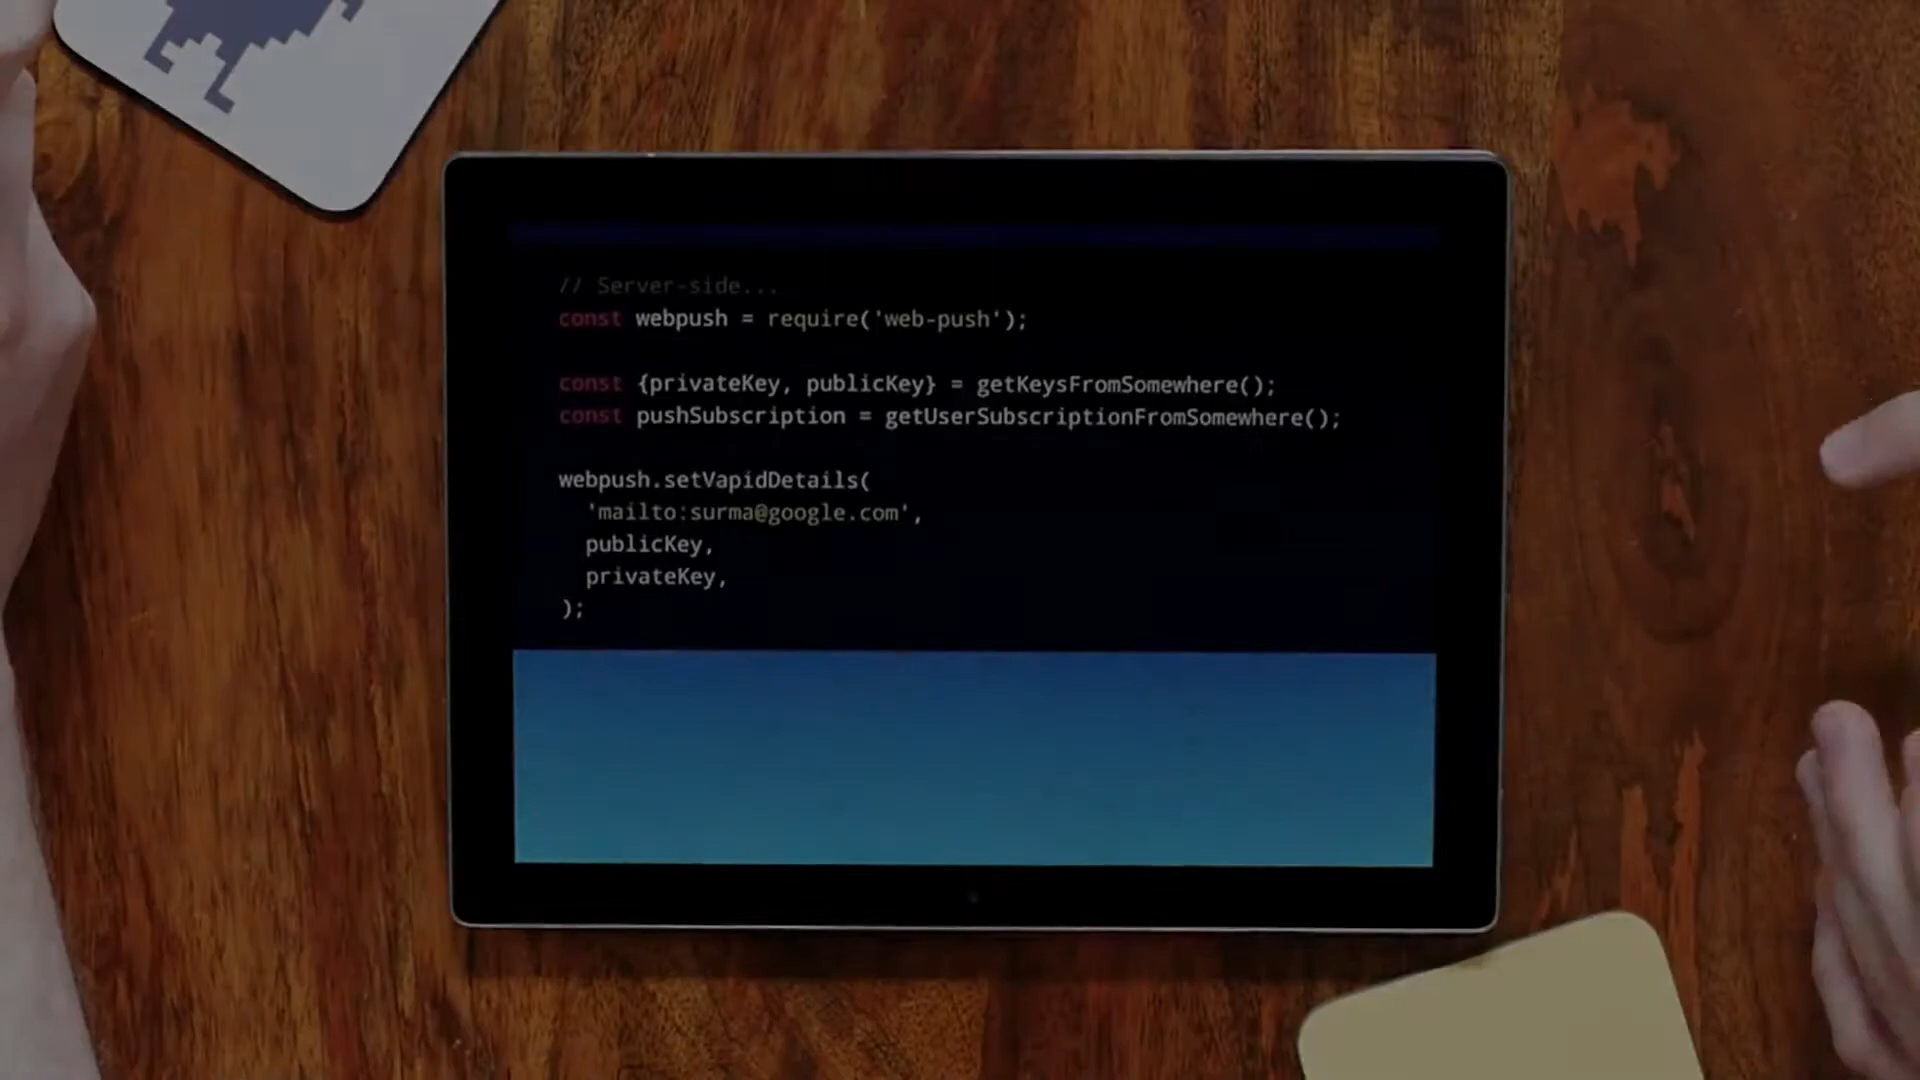 // Server-side...
const webpush = require('web-push');
const {privateKey, publicKey} = getKeysFromSomewhere();
const pushSubscription = getUserSubscriptionFromSomewhere();
webpush.setVapidDetails(
'mailto:surma@google.com',
publicKey,
privateKey,
);